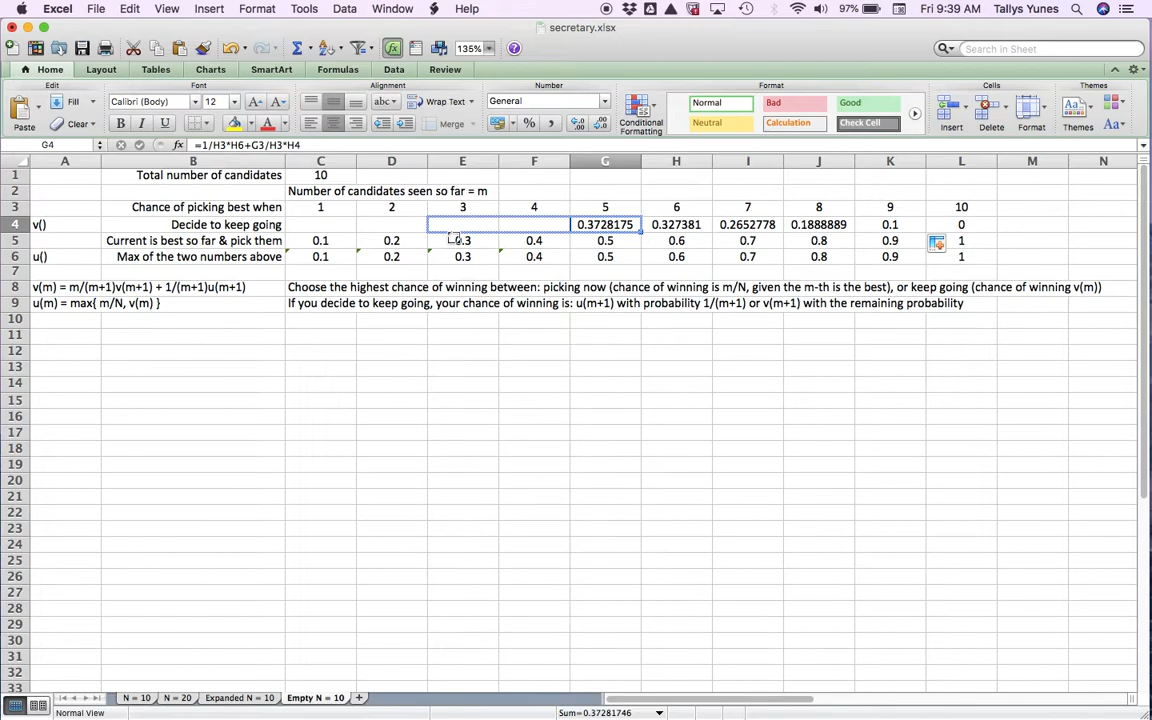 Excel File Edit View Insert Format Tools Data Window Help 97% Fri 9:39 AM Tallys Yunes
secretary.xlsx
135% Search in Sheet
Home Layout Tables Charts SmartArt Formulas Data Review
Edit Font Alignment Number Format Cells Themes
Paste Fill Calibri (Body) 12 A A abc Wrap Text General Conditional Formatting Normal Bad Good Insert Delete Format Themes Aa
Clear B I U A Merge % , Neutral Calculation Check Cell
G4 fx =1/H3*H6+G3/H3*H4
A B C D E F G H I J K L M N
1 Total number of candidates 10
2 Number of candidates seen so far = m
3 Chance of picking best when 1 2 3 4 5 6 7 8 9 10
4 v() Decide to keep going 0.3728175 0.327381 0.2652778 0.1888889 0.1 0
5 Current is best so far & pick them 0.1 0.2 0.3 0.4 0.5 0.6 0.7 0.8 0.9 1
6 u() Max of the two numbers above 0.1 0.2 0.3 0.4 0.5 0.6 0.7 0.8 0.9 1
7
8 v(m) = m/(m+1)v(m+1) + 1/(m+1)u(m+1) Choose the highest chance of winning between: picking now (chance of winning is m/N, given the m-th is the best), or keep going (chance of winning v(m))
9 u(m) = max{ m/N, v(m) } If you decide to keep going, your chance of winning is: u(m+1) with probability 1/(m+1) or v(m+1) with the remaining probability
10
11
12
13
14
15
16
17
18
19
20
21
22
23
24
25
26
27
28
29
30
31
32
33
N = 10 N = 20 Expanded N = 10 Empty N = 10 +
Normal View Sum=0.37281746